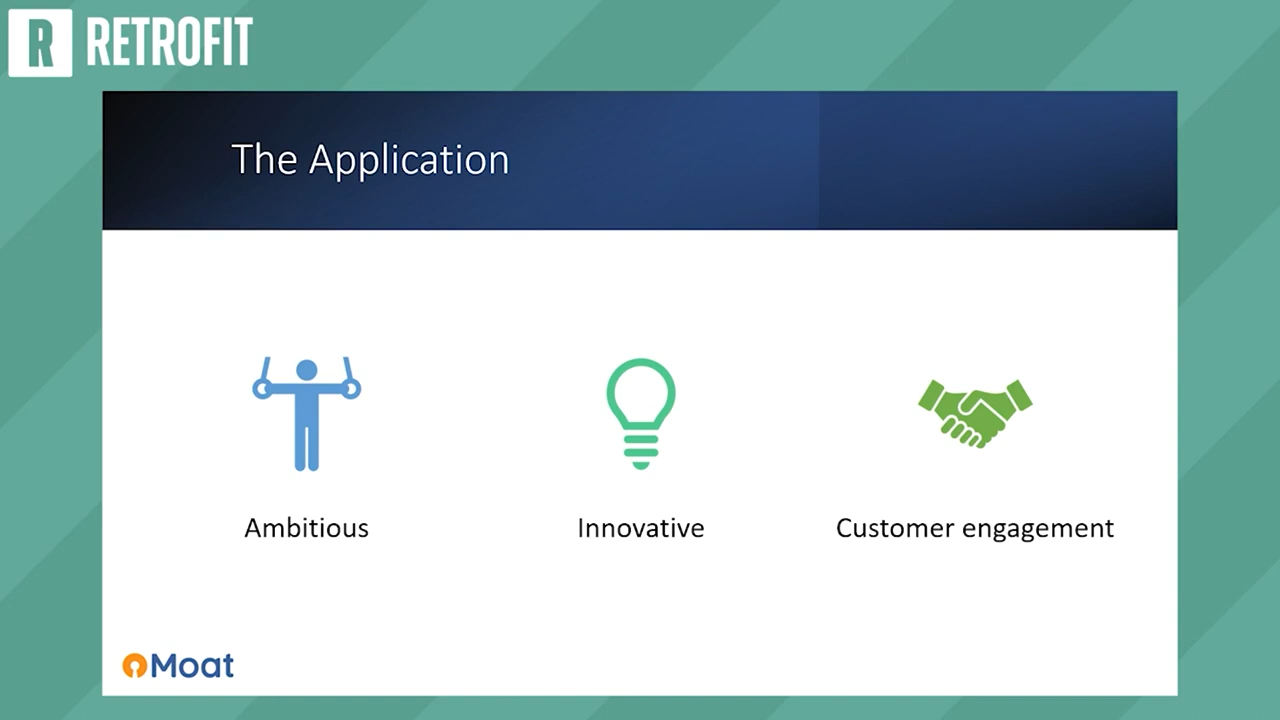 R RETROFIT
The Application
Ambitious
Innovative
Customer engagement
Moat